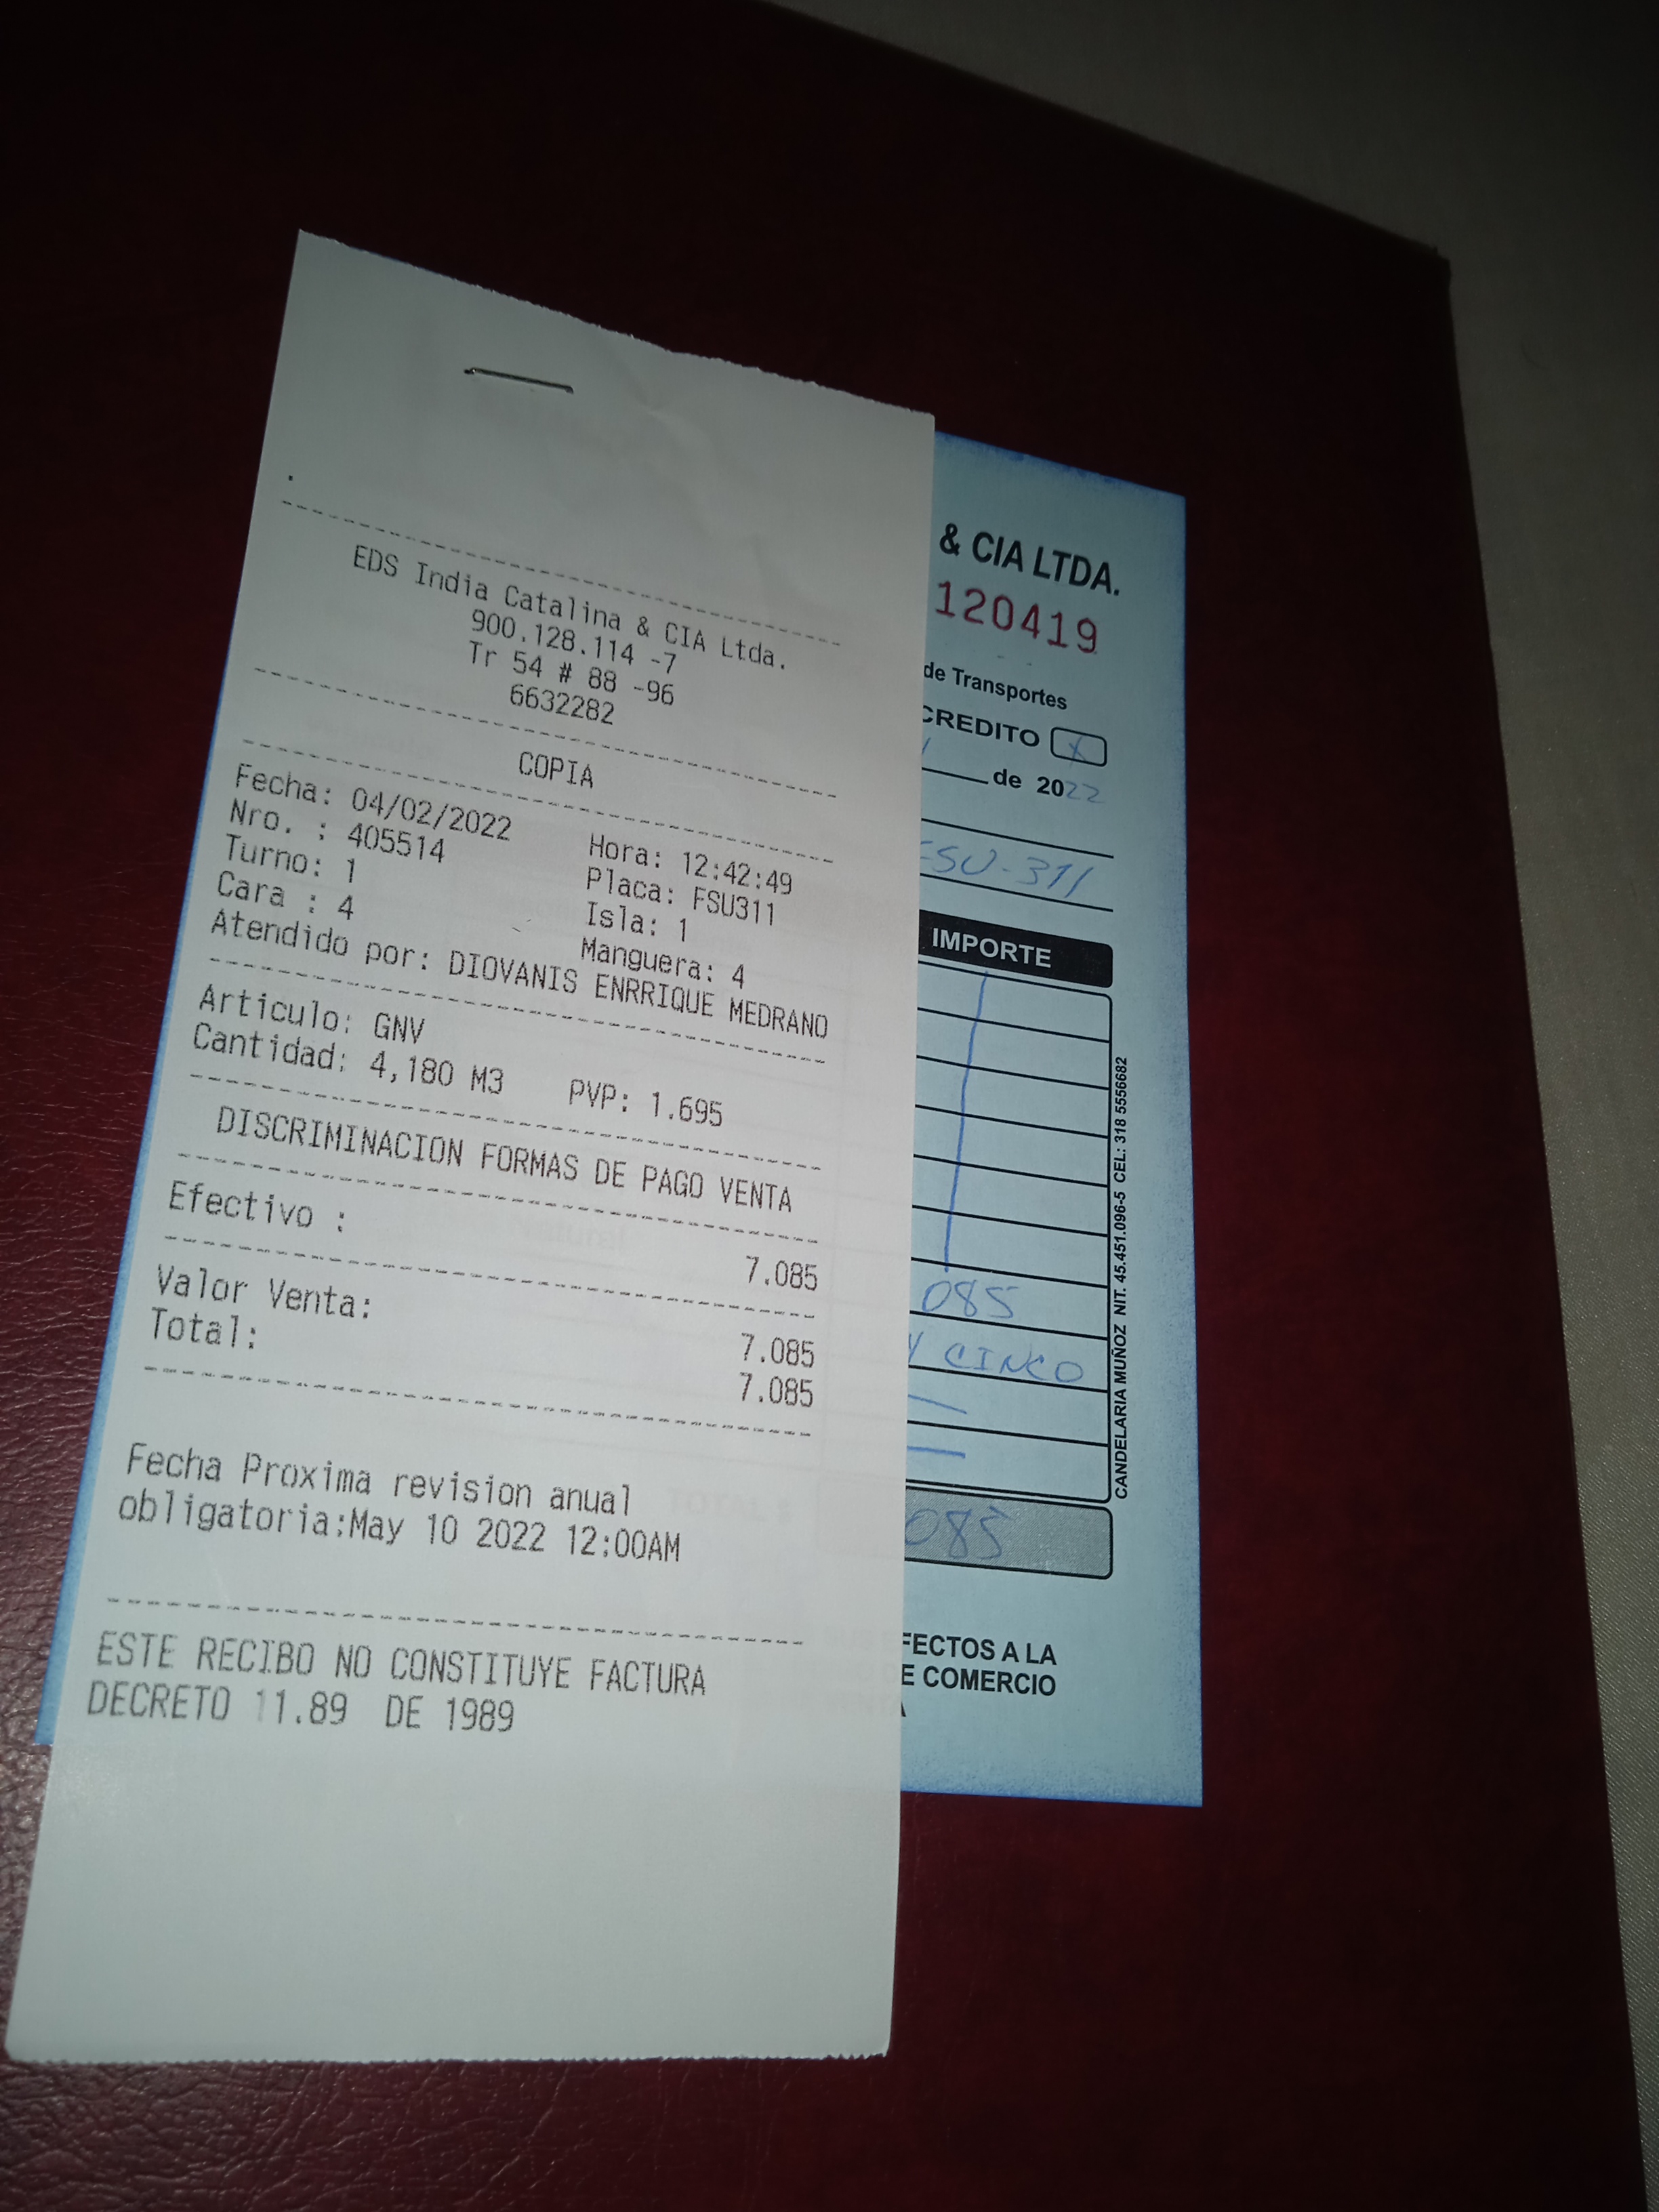 EDS India Catalina & CIA Ltda.
900.128.114 -7
Tr 54 # 88 -96
6632282
COPIA
Fecha: 04/02/2022 Hora: 12:42:49
Nro. : 405514 Placa: FSU311
Turno: 1 Isla: 1
Cara : 4 Manguera: 4
Atendido por: DIOVANIS ENRRIQUE MEDRANO
Articulo: GNV
Cantidad: 4,180 M3 PVP: 1.695
DISCRIMINACION FORMAS DE PAGO VENTA
Efectivo : 7.085
Valor Venta: 7.085
Total: 7.085
Fecha Proxima revision anual
obligatoria:May 10 2022 12:00AM
ESTE RECIBO NO CONSTITUYE FACTURA
DECRETO 11.89 DE 1989
& CIA LTDA.
120419
de Transportes
CREDITO X
de 2022
FSU-311
IMPORTE
085
Y CINCO
085
FECTOS A LA
E COMERCIO
CANDELARIA MUÑOZ NIT. 45.451.096-5 CEL: 318 5556682